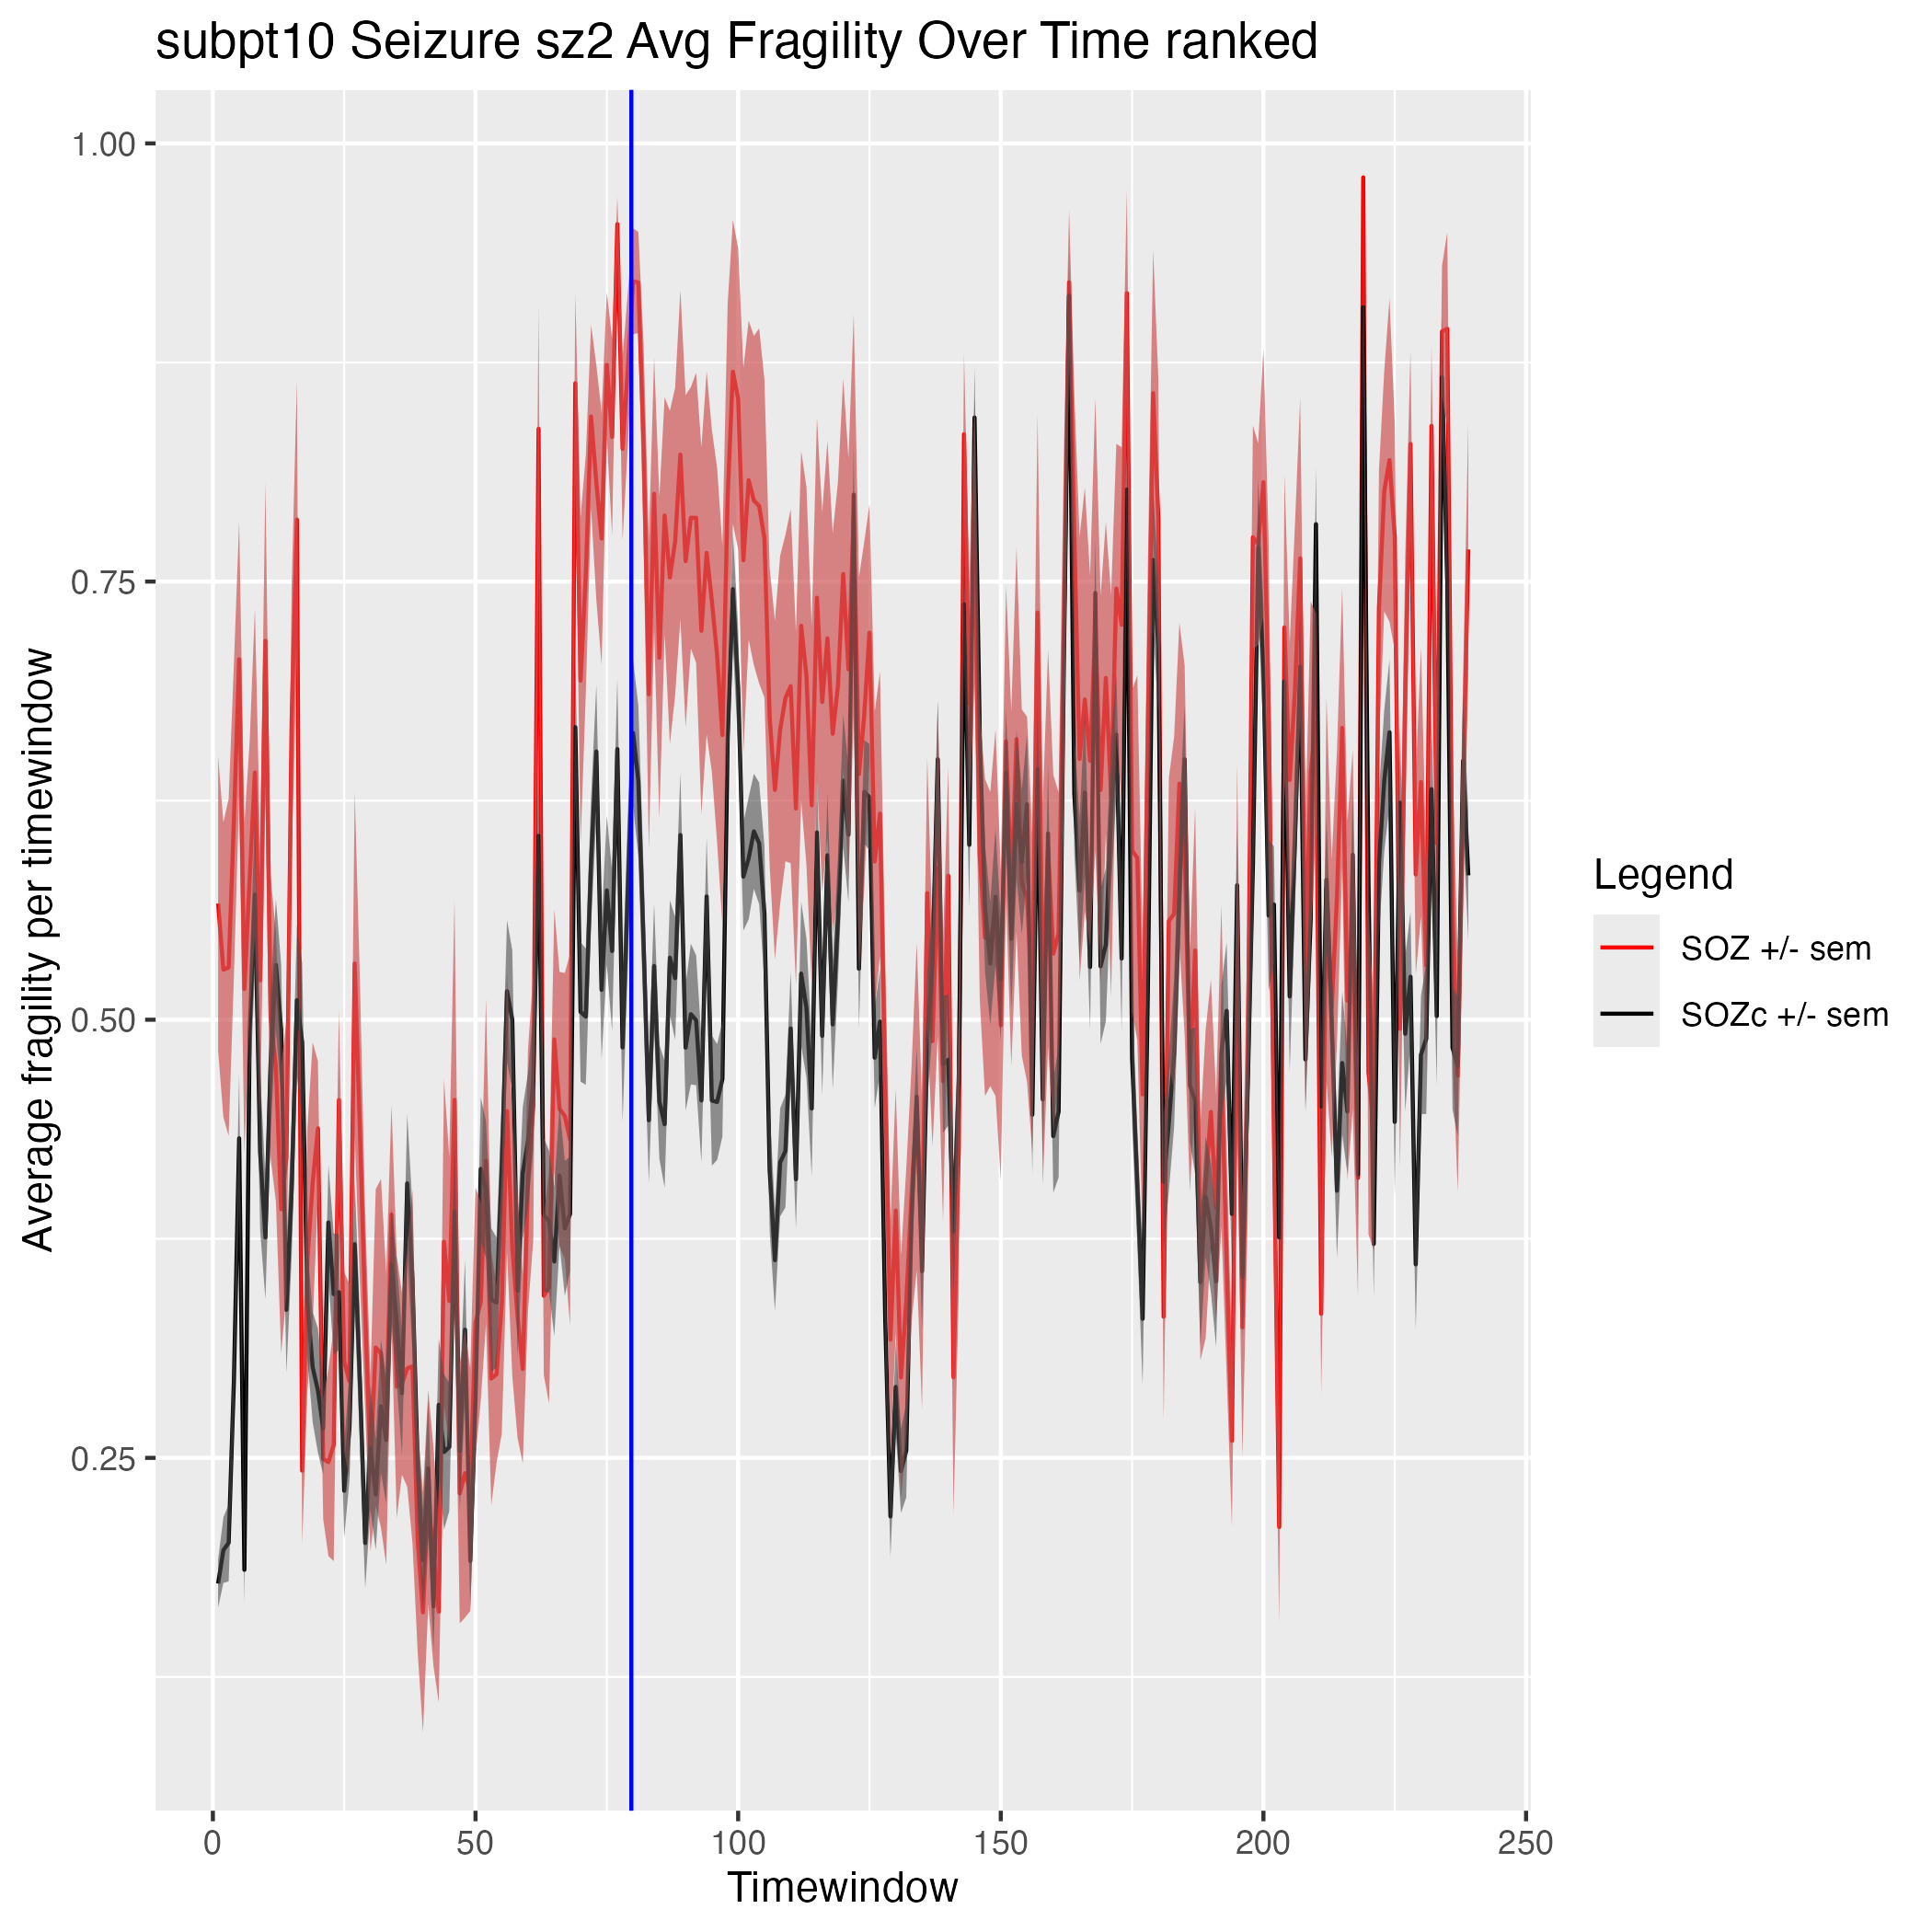 subpt10 Seizure sz2 Avg Fragility Over Time ranked
Average fragility per timewindow
1.00
0.75
0.50
0.25
0 50 100 150 200 250
Timewindow
Legend
SOZ +/- sem
SOZc +/- sem